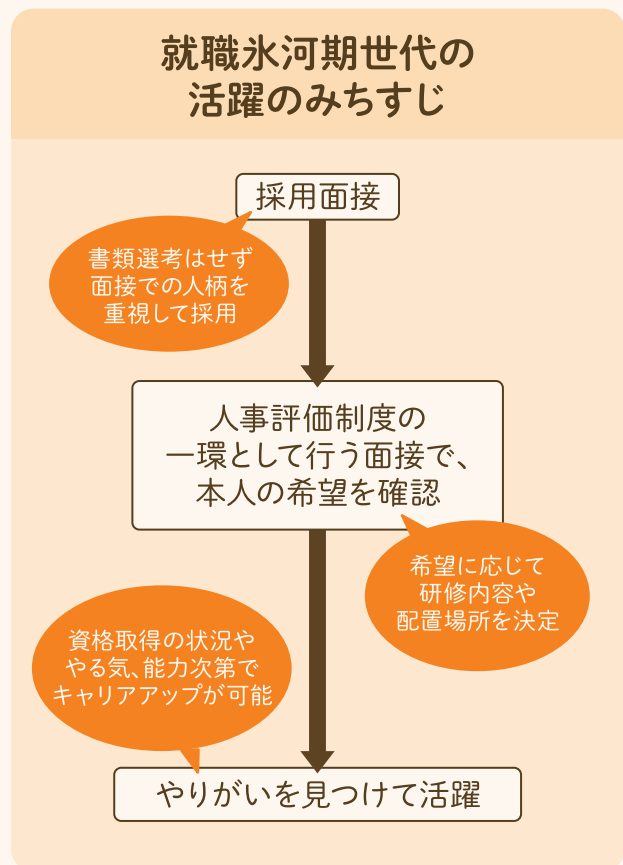 就職氷河期世代の
活躍のみちすじ
採用面接
書類選考はせず
面接での人柄を
重視して採用
人事評価制度の
一環として行う面接で、
本人の希望を確認
希望に応じて
研修内容や
配置場所を決定
資格取得の状況や
やる気、能力次第で
キャリアアップが可能
やりがいを見つけて活躍